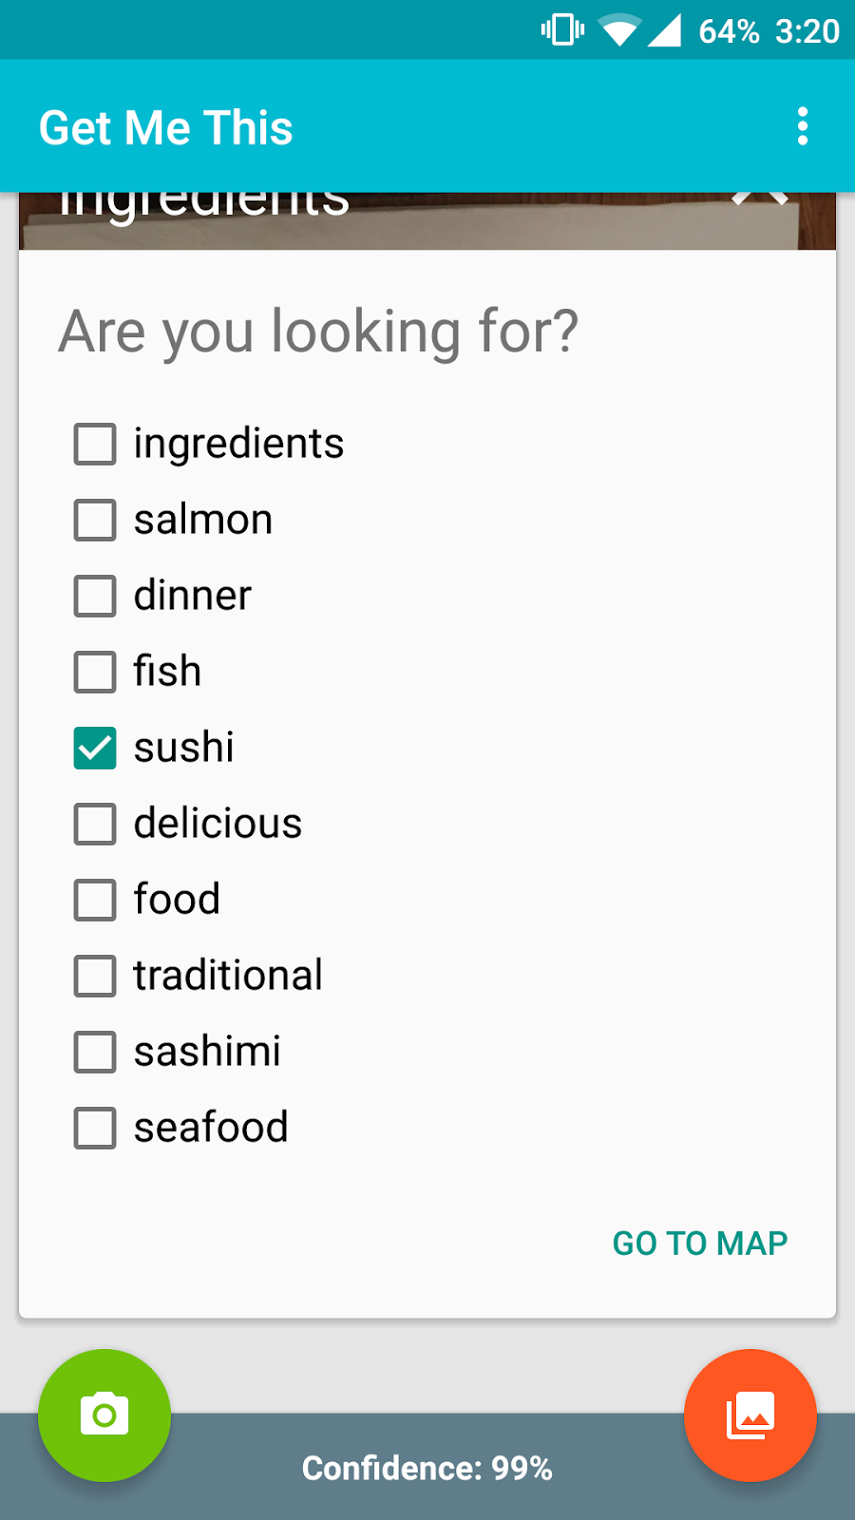 64% 3:20
Get Me This
ingredients
Are you looking for?
ingredients
salmon
dinner
fish
sushi
delicious
food
traditional
sashimi
seafood
GO TO MAP
Confidence: 99%